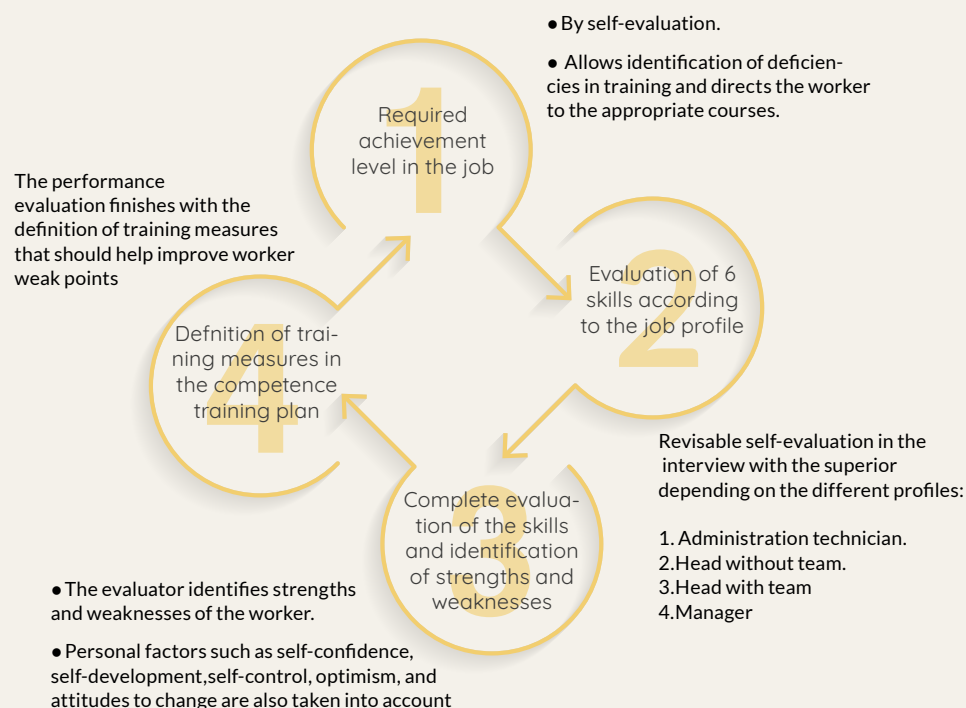 1
Required
achievement
level in the job
● By self-evaluation.
● Allows identification of deficien-
cies in training and directs the worker
to the appropriate courses.
2
Evaluation of 6
skills according
to the job profile
Revisable self-evaluation in the
interview with the superior
depending on the different profiles:
1. Administration technician.
2.Head without team.
3.Head with team
4.Manager
3
Complete evalua-
tion of the skills
and identification
of strengths and
weaknesses
● The evaluator identifies strengths
and weaknesses of the worker.
● Personal factors such as self-confidence,
self-development,self-control, optimism, and
attitudes to change are also taken into account
4
Defnition of trai-
ning measures in
the competence
training plan
The performance
evaluation finishes with the
definition of training measures
that should help improve worker
weak points